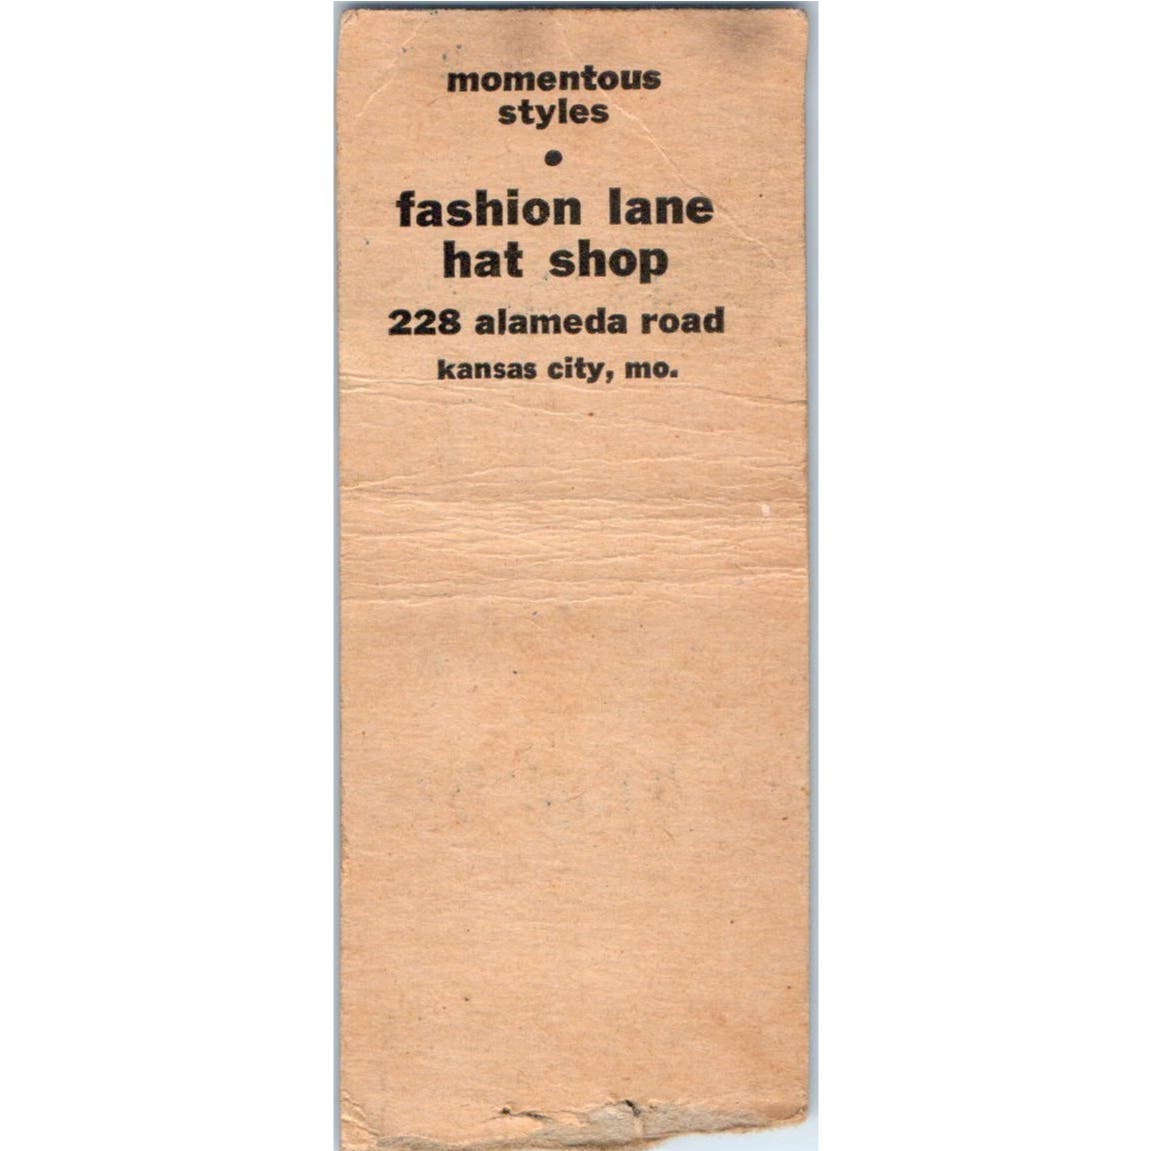 momentous
styles
•
fashion lane
hat shop
228 alameda road
kansas city, mo.